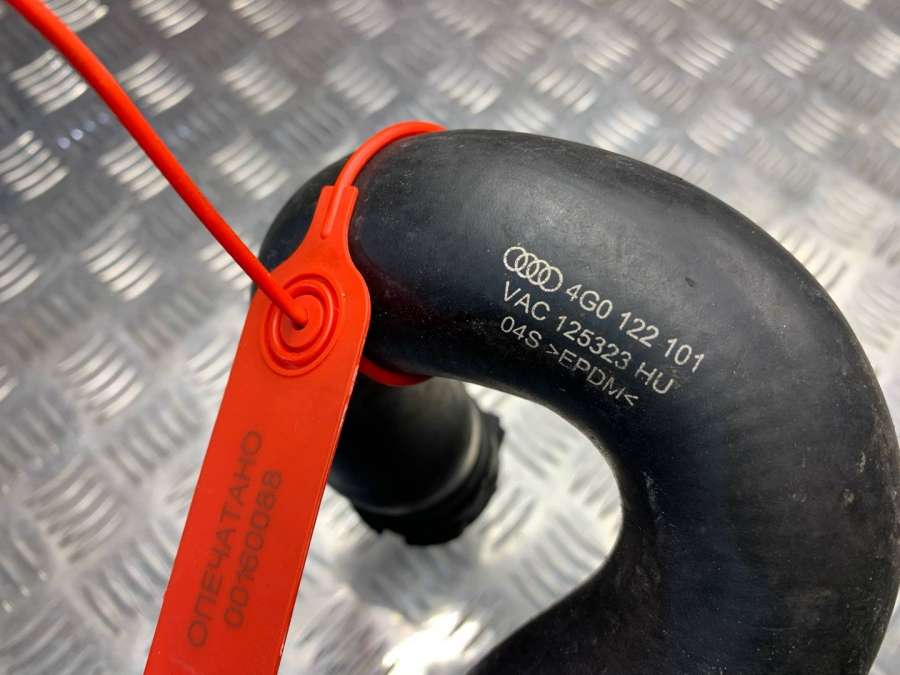 4G0 122 101
VAC 125323 HU
04S >EPDM<
ОПЕЧАТАНО
00160088